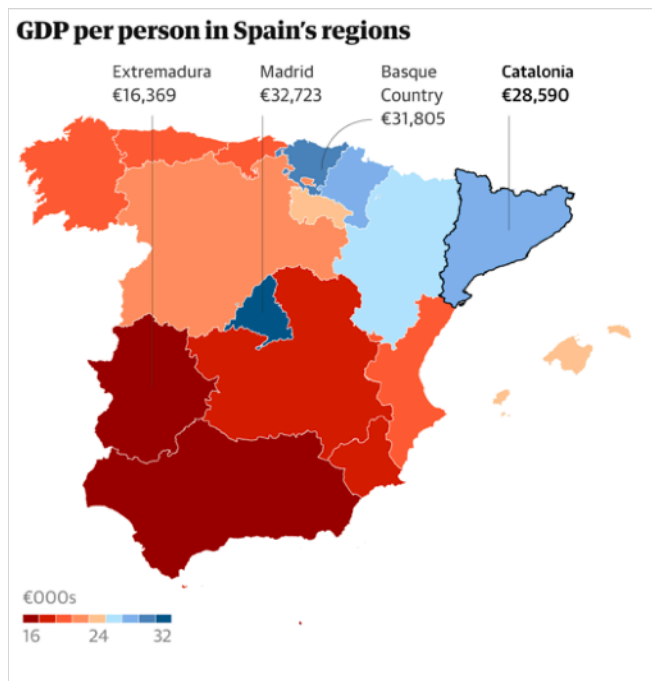 GDP per person in Spain's regions
Extremadura
€16,369
Madrid
€32,723
Basque
Country
€31,805
Catalonia
€28,590
€000s
16 24 32